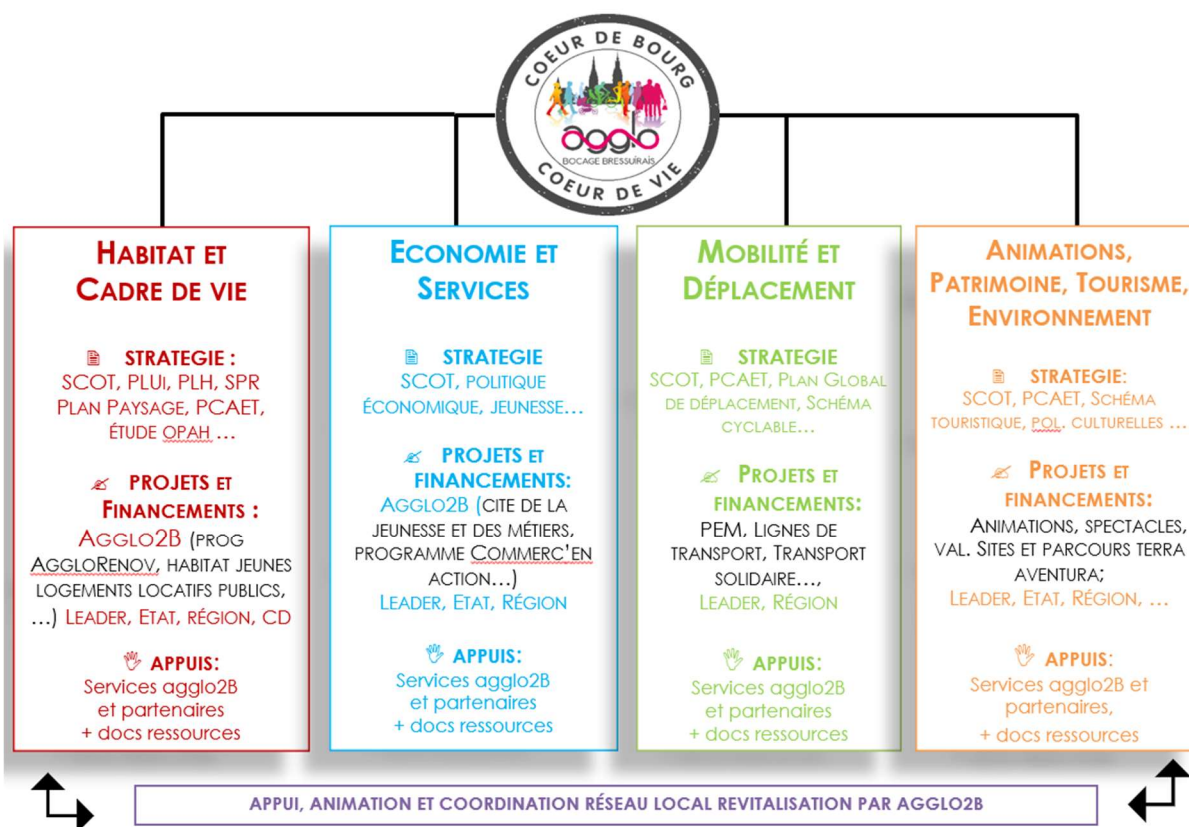 COEUR DE BOURG
agglo
BOCAGE BRESSUIRAIS
COEUR DE VIE
HABITAT ET
CADRE DE VIE
STRATEGIE :
SCOT, PLUI, PLH, SPR
PLAN PAYSAGE, PCAET,
ÉTUDE OPAH ...
PROJETS ET
FINANCEMENTS :
AGGLO2B (PROG
AGGLORENOV, HABITAT JEUNES
LOGEMENTS LOCATIFS PUBLICS,
...) LEADER, ETAT, RÉGION, CD
APPUIS:
Services agglo2B
et partenaires
+ docs ressources
ECONOMIE ET
SERVICES
STRATEGIE
SCOT, POLITIQUE
ÉCONOMIQUE, JEUNESSE...
PROJETS ET
FINANCEMENTS:
AGGLO2B (CITE DE LA
JEUNESSE ET DES MÉTIERS,
PROGRAMME COMMERC'EN
ACTION...)
LEADER, ETAT, RÉGION
APPUIS:
Services agglo2B
et partenaires
+ docs ressources
MOBILITÉ ET
DÉPLACEMENT
STRATEGIE
SCOT, PCAET, PLAN GLOBAL
DE DÉPLACEMENT, SCHÉMA
CYCLABLE...
PROJETS ET
FINANCEMENTS:
PEM, LIGNES DE
TRANSPORT, TRANSPORT
SOLIDAIRE...,
LEADER, RÉGION
APPUIS:
Services agglo2B
et partenaires
+ docs ressources
ANIMATIONS,
PATRIMOINE, TOURISME,
ENVIRONNEMENT
STRATEGIE:
SCOT, PCAET, SCHÉMA
TOURISTIQUE, POL. CULTURELLES ...
PROJETS ET
FINANCEMENTS:
ANIMATIONS, SPECTACLES,
VAL. SITES ET PARCOURS TERRA
AVENTURA;
LEADER, ETAT, RÉGION, ...
APPUIS:
Services agglo2B et
partenaires,
+ docs ressources
APPUI, ANIMATION ET COORDINATION RÉSEAU LOCAL REVITALISATION PAR AGGLO2B